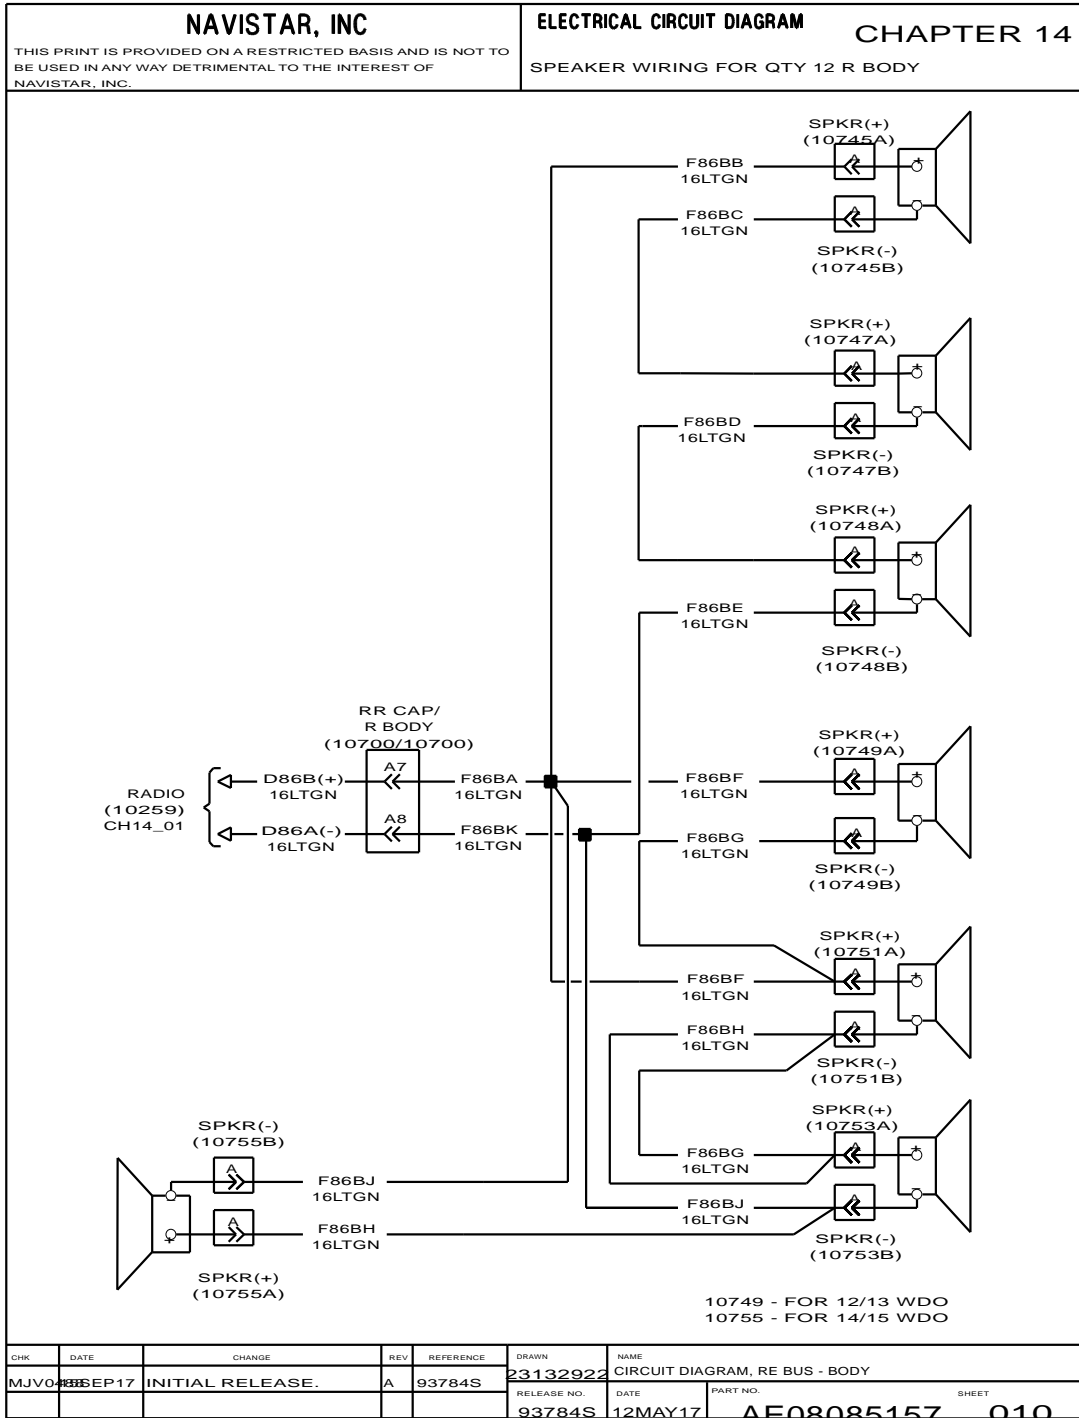 NAVISTAR, INC
THIS PRINT IS PROVIDED ON A RESTRICTED BASIS AND IS NOT TO
BE USED IN ANY WAY DETRIMENTAL TO THE INTEREST OF
NAVISTAR, INC.
ELECTRICAL CIRCUIT DIAGRAM
CHAPTER 14
SPEAKER WIRING FOR QTY 12 R BODY
SPKR(+)
(10745A)
A
+
F86BB
16LTGN
F86BC
16LTGN
A
-
SPKR(-)
(10745B)
SPKR(+)
(10747A)
A
+
F86BD
16LTGN
A
-
SPKR(-)
(10747B)
SPKR(+)
(10748A)
A
+
F86BE
16LTGN
A
-
SPKR(-)
(10748B)
RR CAP/
R BODY
(10700/10700)
RADIO
(10259)
CH14_01
D86B(+)
16LTGN
A7
F86BA
16LTGN
D86A(-)
16LTGN
A8
F86BK
16LTGN
SPKR(+)
(10749A)
F86BF
16LTGN
A
+
F86BG
16LTGN
A
-
SPKR(-)
(10749B)
SPKR(+)
(10751A)
F86BF
16LTGN
A
+
F86BH
16LTGN
A
-
SPKR(-)
(10751B)
SPKR(+)
(10753A)
F86BG
16LTGN
A
+
F86BJ
16LTGN
A
-
SPKR(-)
(10753B)
SPKR(-)
(10755B)
A
-
F86BJ
16LTGN
A
+
F86BH
16LTGN
SPKR(+)
(10755A)
10749 - FOR 12/13 WDO
10755 - FOR 14/15 WDO
CHK DATE CHANGE REV REFERENCE
SEP17 INITIAL RELEASE. A 93784S
DRAWN
23132922
NAME
CIRCUIT DIAGRAM, RE BUS - BODY
RELEASE NO.
93784S
DATE
12MAY17
PART NO.
AE08085157
SHEET
010